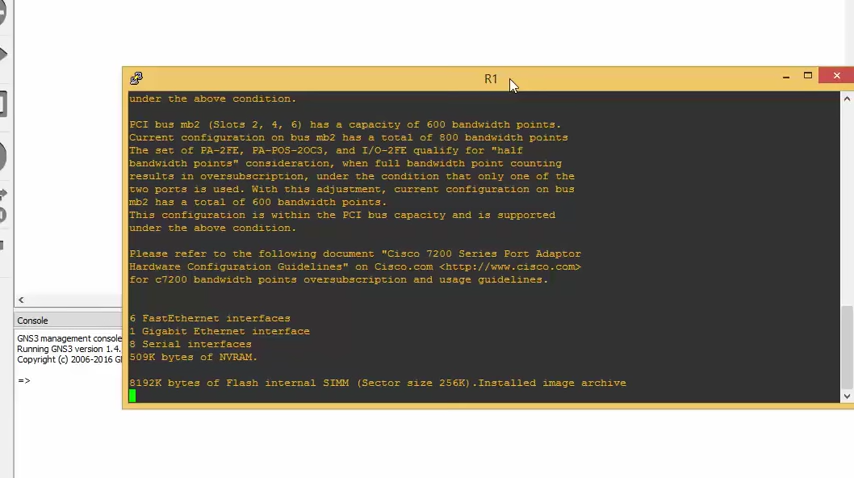 R1
under the above condition.
PCI bus mb2 (Slots 2, 4, 6) has a capacity of 600 bandwidth points.
Current configuration on bus mb2 has a total of 800 bandwidth points
The set of PA-2FE, PA-POS-2OC3, and I/O-2FE qualify for "half
bandwidth points" consideration, when full bandwidth point counting
results in oversubscription, under the condition that only one of the
two ports is used. With this adjustment, current configuration on bus
mb2 has a total of 600 bandwidth points.
This configuration is within the PCI bus capacity and is supported
under the above condition.
Please refer to the following document "Cisco 7200 Series Port Adaptor
Hardware Configuration Guidelines" on Cisco.com <http://www.cisco.com>
for c7200 bandwidth points oversubscription and usage guidelines.
6 FastEthernet interfaces
1 Gigabit Ethernet interface
8 Serial interfaces
509K bytes of NVRAM.
8192K bytes of Flash internal SIMM (Sector size 256K).Installed image archive
Console
GNS3 management console
Running GNS3 version 1.4.
Copyright (c) 2006-2016
=>